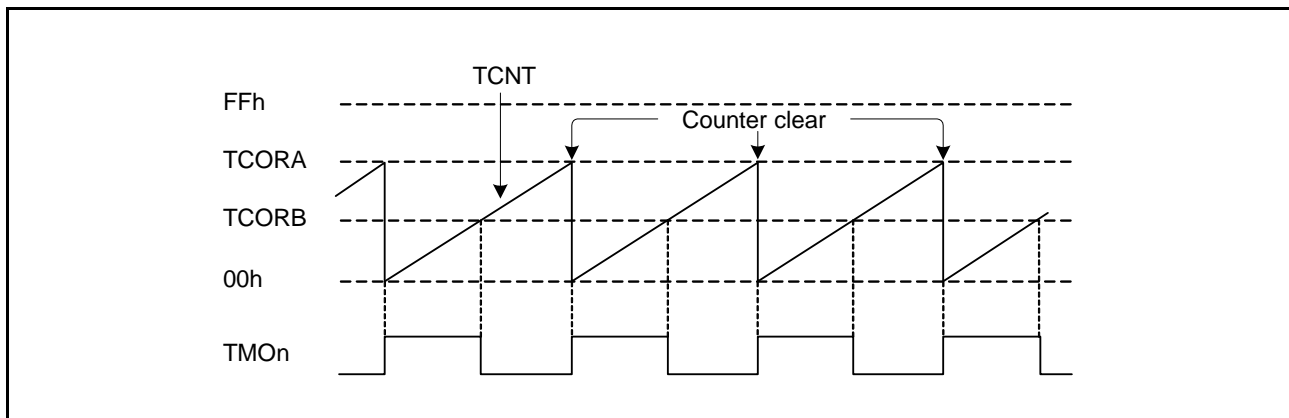 TCNT
FFh
Counter clear
TCORA
TCORB
00h
TMOn